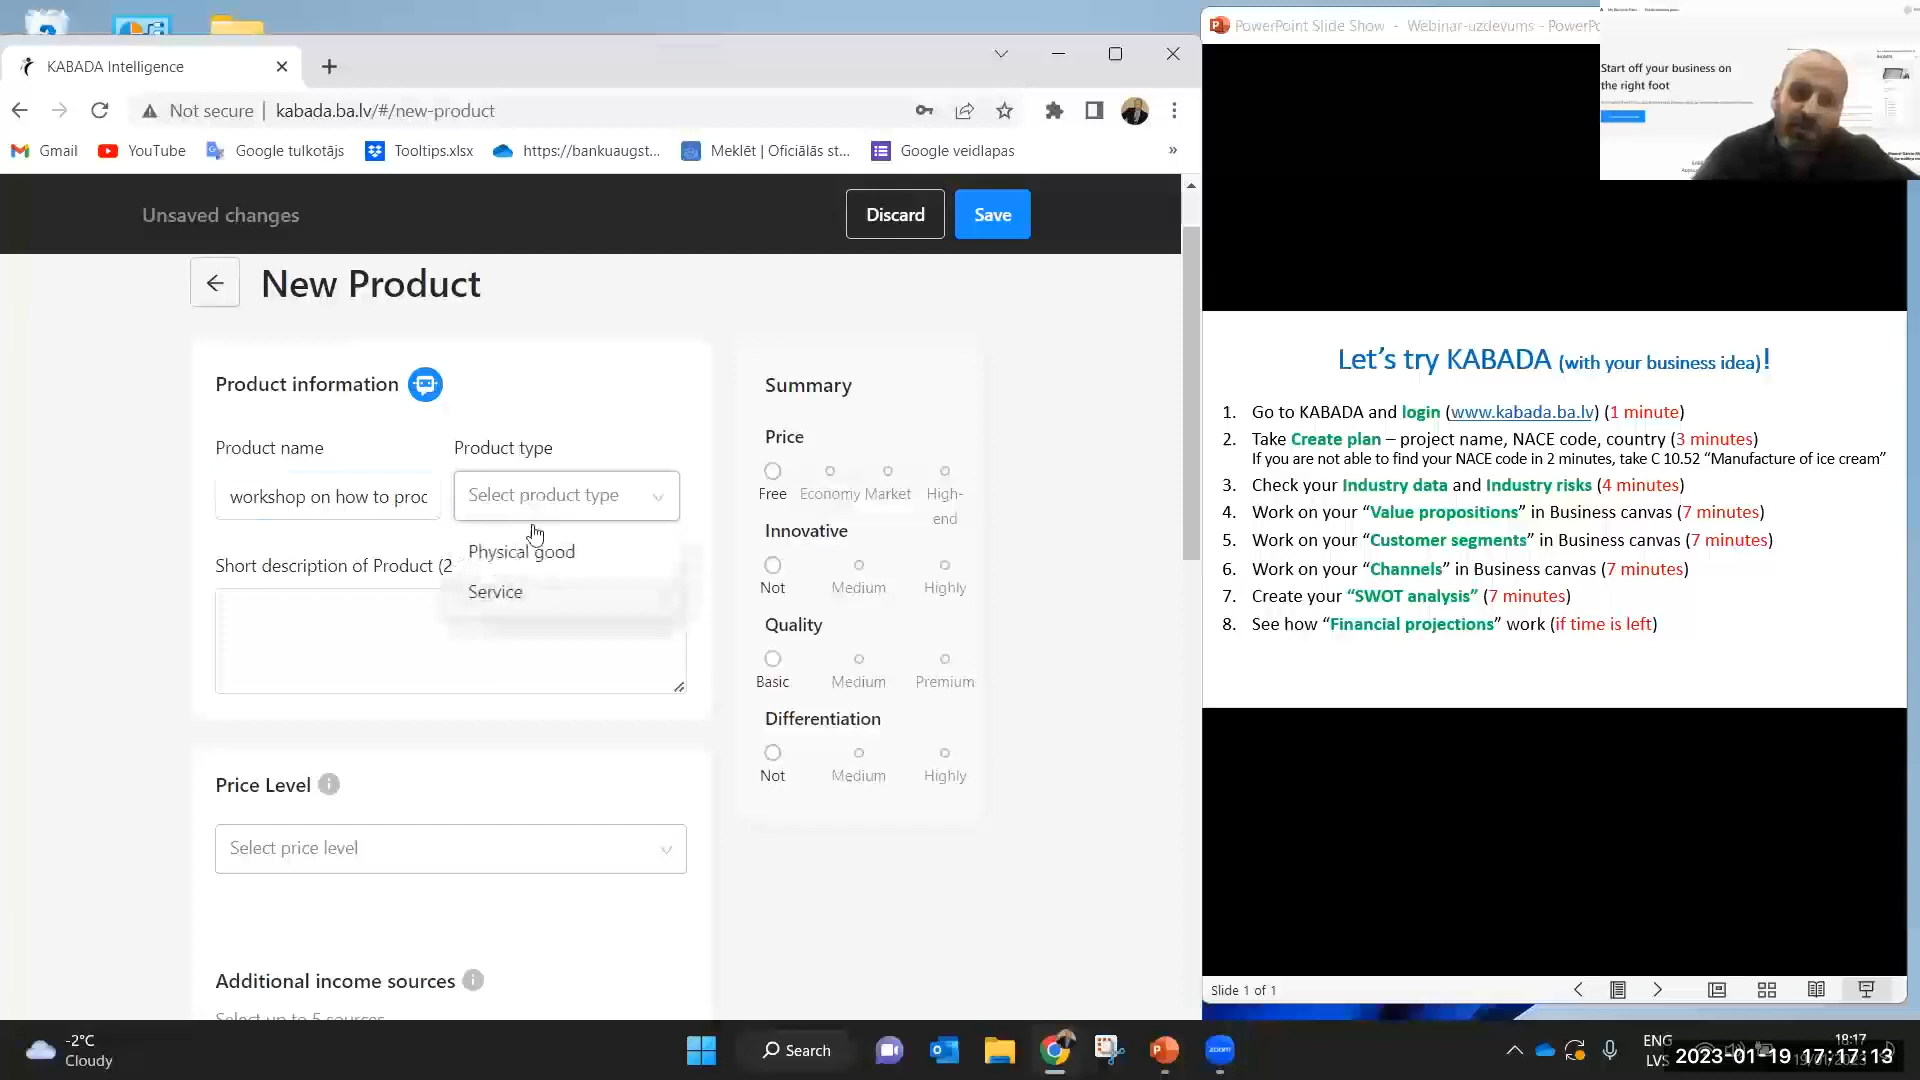 KABADA Intelligence
Not secure
kabada.ba.lv/#/new-product
Gmail
YouTube
Google tulkotājs
Tooltips.xlsx
https://bankuaugst...
Meklēt | Oficiālās st...
Google veidlapas
»
Unsaved changes
Discard
Save
New Product
Product information
Product name
Product type
workshop on how to proc
Select product type
Physical good
Service
Short description of Product (2
Price Level
Select price level
Additional income sources
Select up to 5 sources
Summary
Price
Free
Economy
Market
High-
end
Innovative
Not
Medium
Highly
Quality
Basic
Medium
Premium
Differentiation
Not
Medium
Highly
PowerPoint Slide Show - Webinar-uzdevums - PowerPo
Start off your business on
the right foot
Let's try KABADA (with your business idea)!
1. Go to KABADA and login (www.kabada.ba.lv) (1 minute)
2. Take Create plan – project name, NACE code, country (3 minutes)
If you are not able to find your NACE code in 2 minutes, take C 10.52 “Manufacture of ice cream”
3. Check your Industry data and Industry risks (4 minutes)
4. Work on your “Value propositions” in Business canvas (7 minutes)
5. Work on your “Customer segments” in Business canvas (7 minutes)
6. Work on your “Channels” in Business canvas (7 minutes)
7. Create your “SWOT analysis” (7 minutes)
8. See how “Financial projections” work (if time is left)
Slide 1 of 1
-2°C
Cloudy
Search
zoom
ENG
LVS
18:17
19/01/2023
2023-01-19 17:17:13